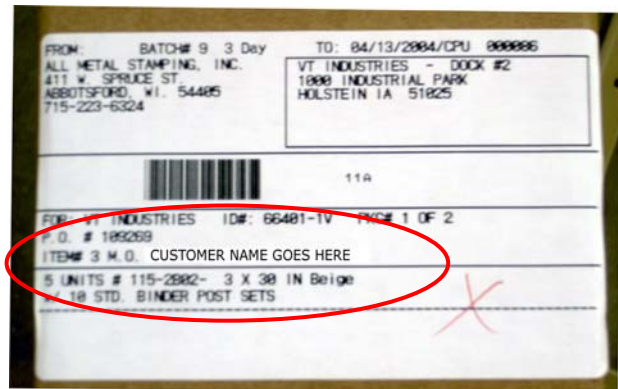 FROM: BATCH# 9 3 Day
ALL METAL STAMPING, INC.
411 W. SPRUCE ST.
ABBOTSFORD, WI. 54405
715-223-6324
TO: 04/13/2004/CPU 000086
VT INDUSTRIES - DOCK #2
1000 INDUSTRIAL PARK
HOLSTEIN IA 51025
11A
FOR: VT INDUSTRIES ID#: 66401-1V PKG# 1 OF 2
P.O. # 109269
ITEM# 3 M.O. CUSTOMER NAME GOES HERE
5 UNITS # 115-2B02- 3 X 30 IN Beige
W/ 10 STD. BINDER POST SETS
X